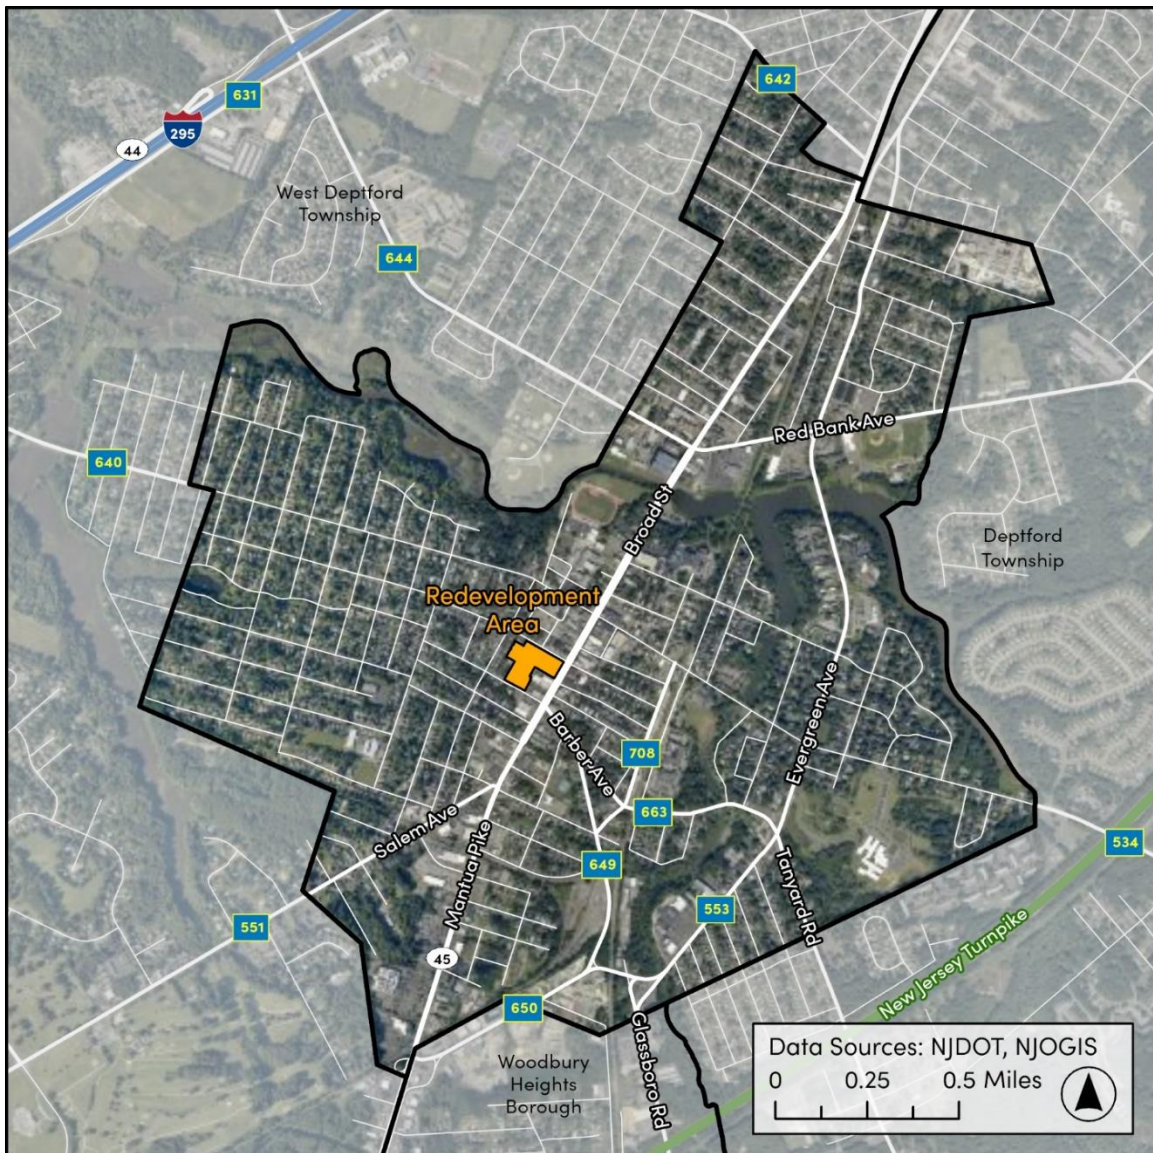 642
631
295
44
West Deptford
Township
644
Red Bank Ave
640
Broad St
Deptford
Township
Redevelopment
Area
Evergreen Ave
Barber Ave
708
663
Salem Ave
Mantua Pike
534
649
Tanyard Rd
553
551
New Jersey Turnpike
45
650
Glassboro Rd
Woodbury
Heights
Borough
Data Sources: NJDOT, NJOGIS
0 0.25 0.5 Miles